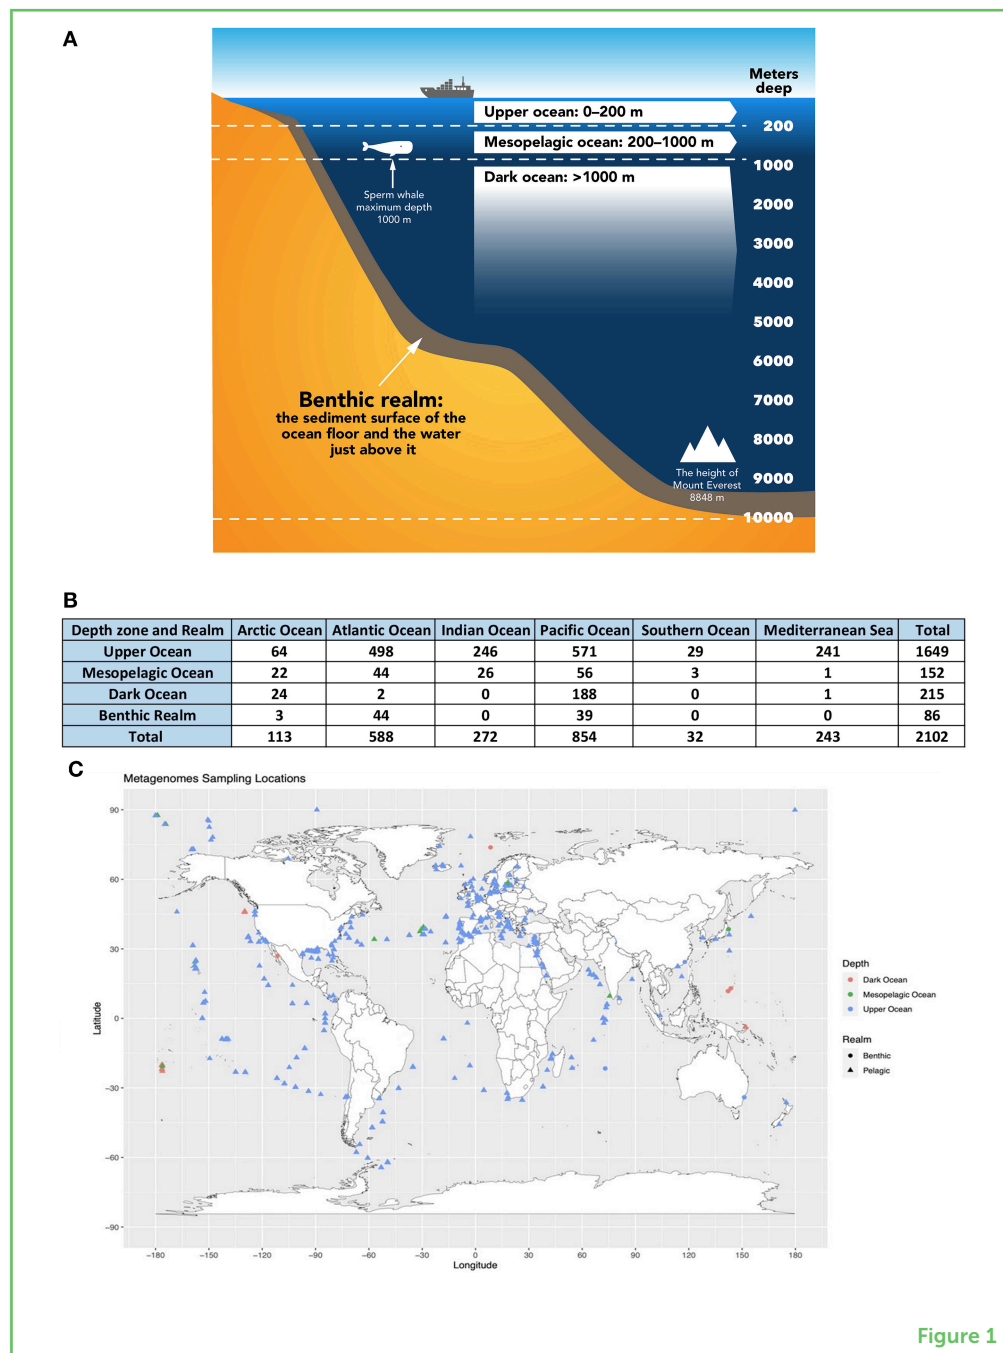 A
Meters
deep
Upper ocean: 0–200 m
200
Mesopelagic ocean: 200–1000 m
1000
Dark ocean: >1000 m
Sperm whale
maximum depth
1000 m
2000
3000
4000
5000
6000
7000
8000
9000
10000
Benthic realm:
the sediment surface of the
ocean floor and the water
just above it
The height of
Mount Everest
8848 m
B
Depth zone and Realm Arctic Ocean Atlantic Ocean Indian Ocean Pacific Ocean Southern Ocean Mediterranean Sea Total
Upper Ocean 64 498 246 571 29 241 1649
Mesopelagic Ocean 22 44 26 56 3 1 152
Dark Ocean 24 2 0 188 0 1 215
Benthic Realm 3 44 0 39 0 0 86
Total 113 588 272 854 32 243 2102
C
Metagenomes Sampling Locations
90
60
30
0
−30
−60
−90
Latitude
−180 −150 −120 −90 −60 −30 0 30 60 90 120 150 180
Longitude
Depth
Dark Ocean
Mesopelagic Ocean
Upper Ocean
Realm
Benthic
Pelagic
Figure 1